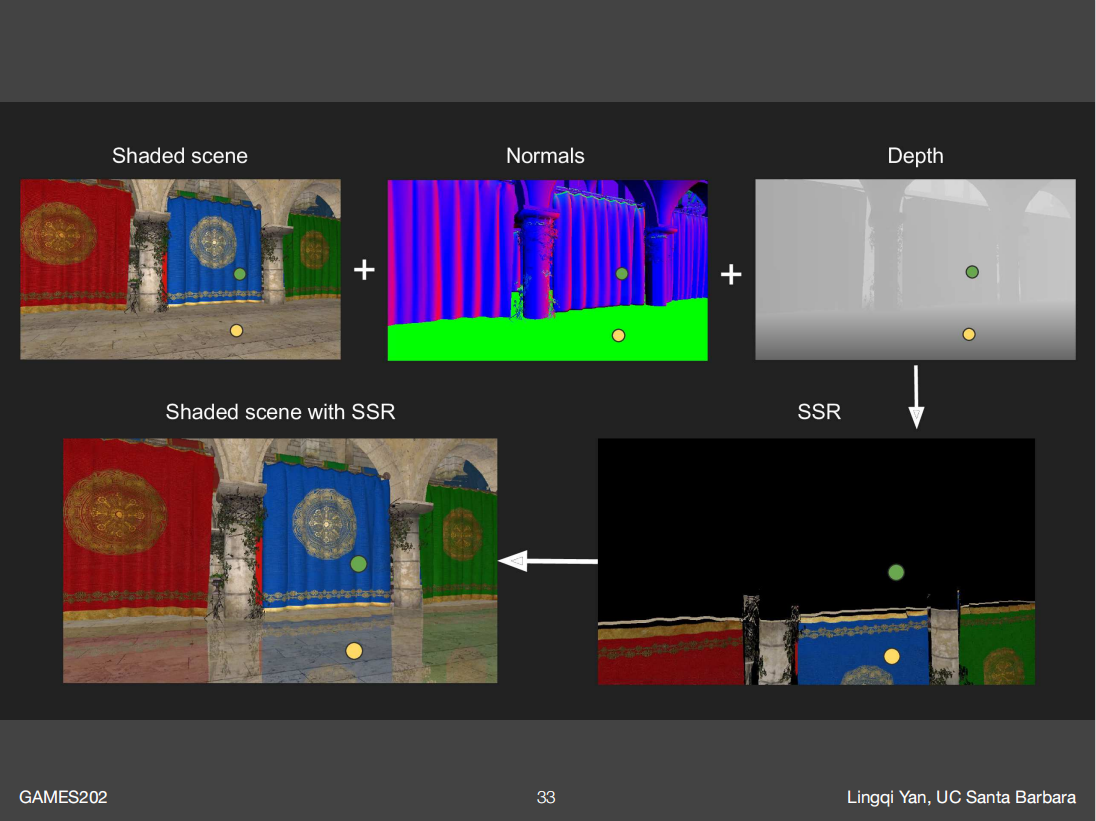 Shaded scene
Normals
Depth
+
+
Shaded scene with SSR
SSR
GAMES202
33
Lingqi Yan, UC Santa Barbara